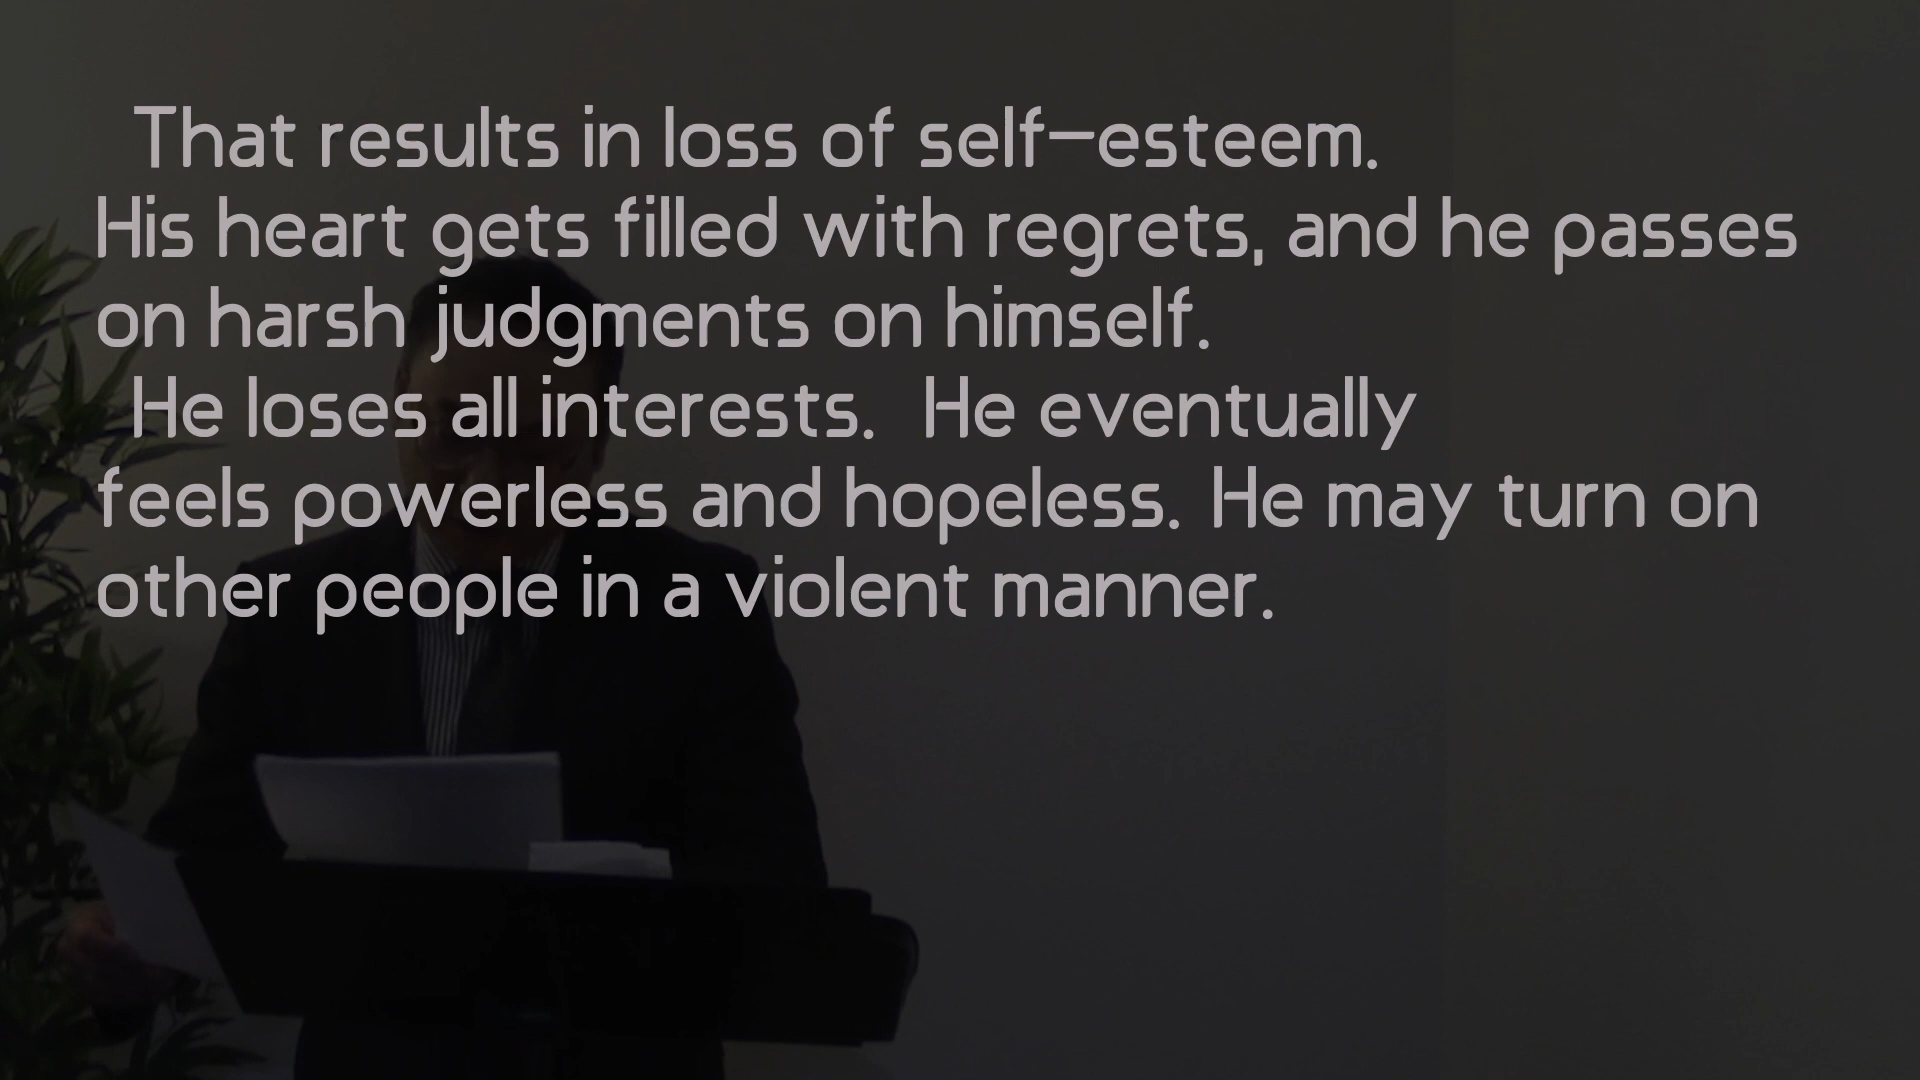 That results in loss of self-esteem.
His heart gets filled with regrets, and he passes
on harsh judgments on himself.
He loses all interests. He eventually
feels powerless and hopeless. He may turn on
other people in a violent manner.